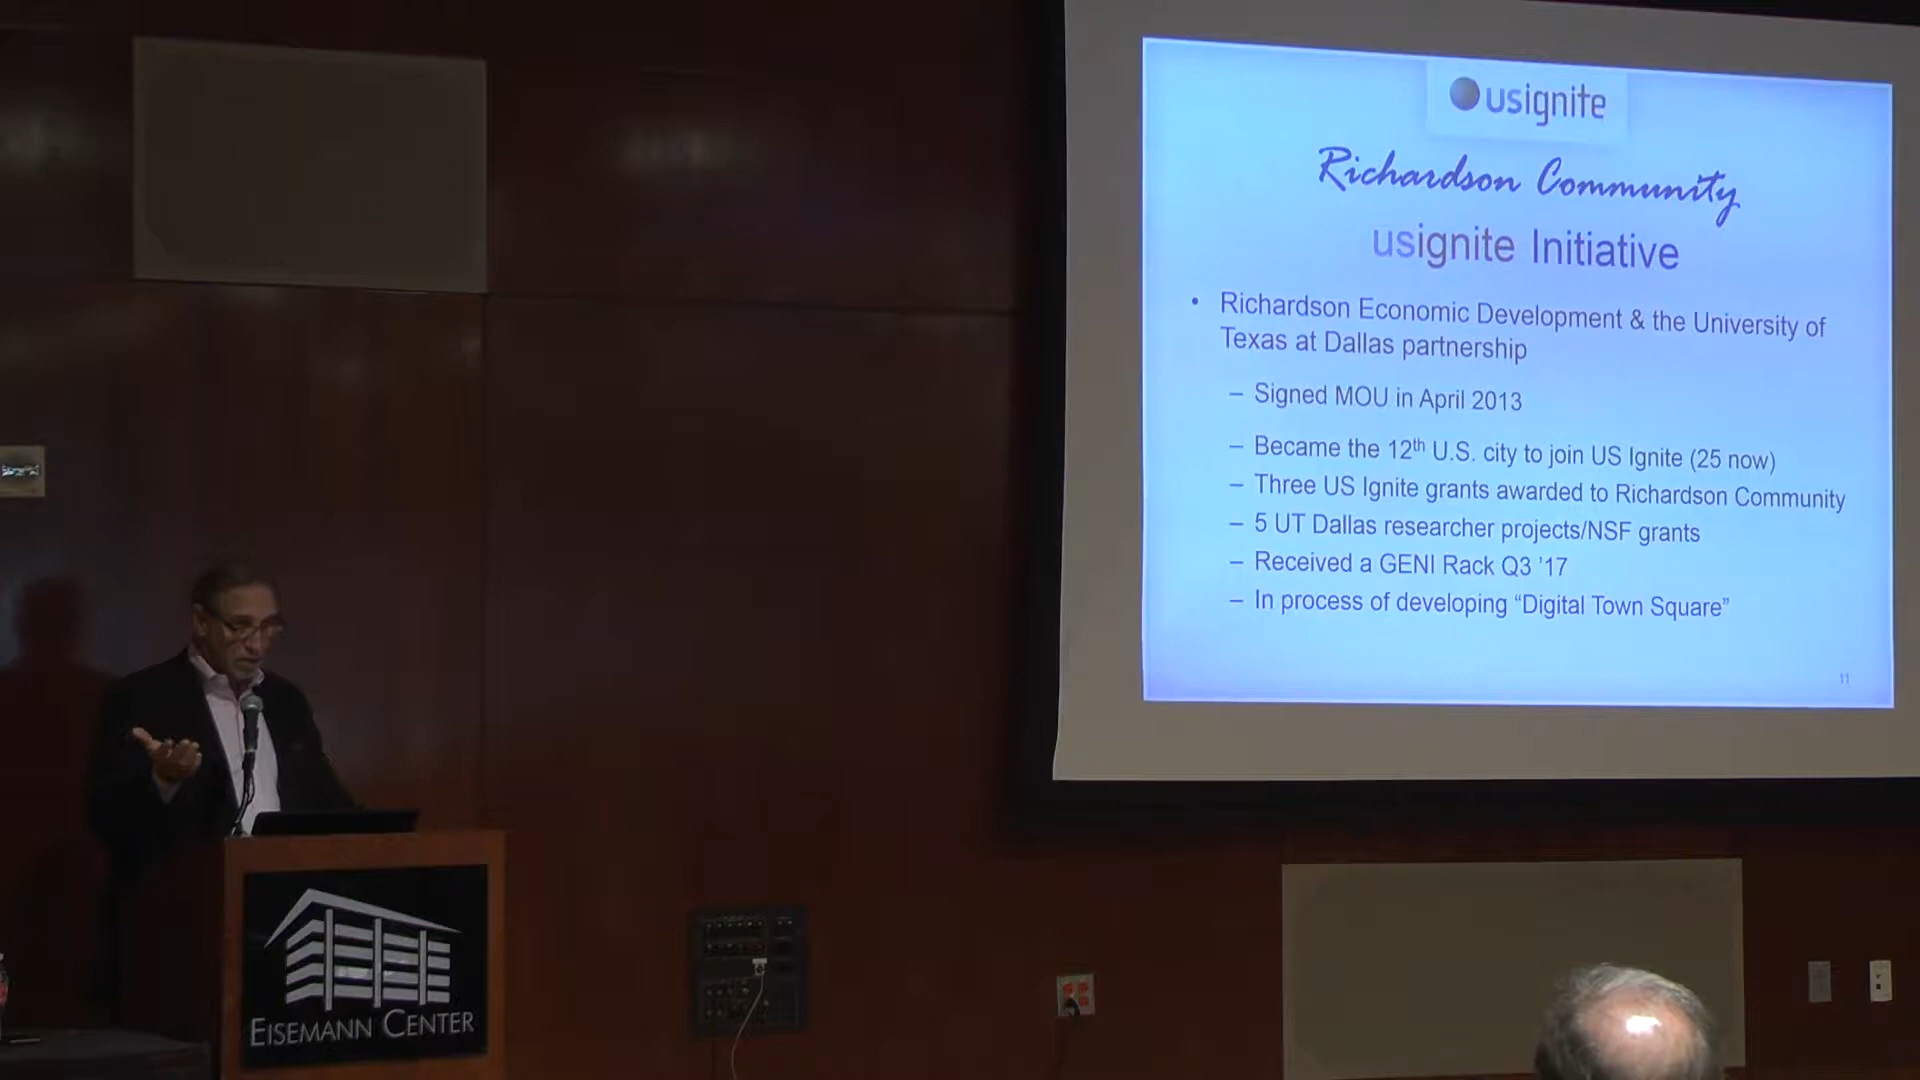 usignite
Richardson Community
usignite Initiative
• Richardson Economic Development & the University of
Texas at Dallas partnership
– Signed MOU in April 2013
– Became the 12th U.S. city to join US Ignite (25 now)
– Three US Ignite grants awarded to Richardson Community
– 5 UT Dallas researcher projects/NSF grants
– Received a GENI Rack Q3 ’17
– In process of developing “Digital Town Square”
11
EISEMANN CENTER